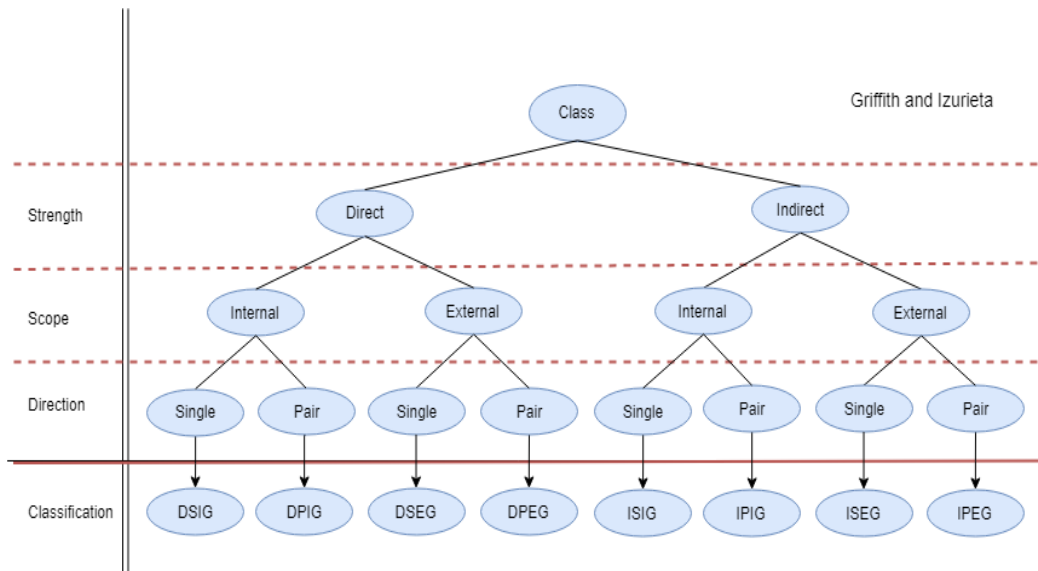 Class
Griffith and Izurieta
Strength
Direct
Indirect
Scope
Internal
External
Internal
External
Direction
Single
Pair
Single
Pair
Single
Pair
Single
Pair
Classification
DSIG
DPIG
DSEG
DPEG
ISIG
IPIG
ISEG
IPEG